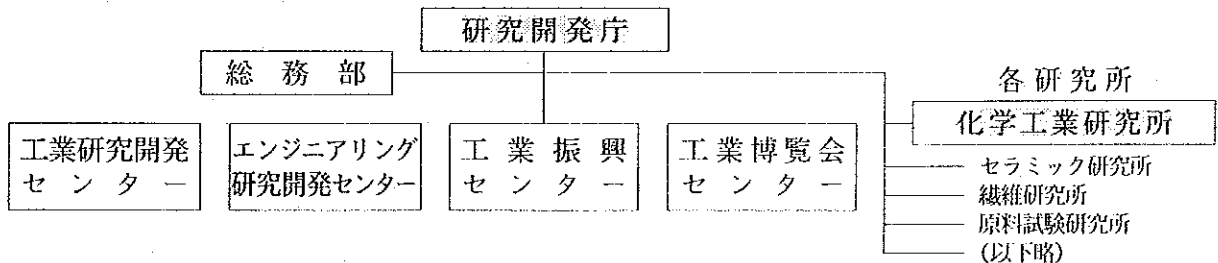 研究開発庁
総務部
各研究所
化学工業研究所
工業研究開発
センター
エンジニアリング
研究開発センター
工業振興
センター
工業博覧会
センター
セラミック研究所
繊維研究所
原料試験研究所
(以下略)